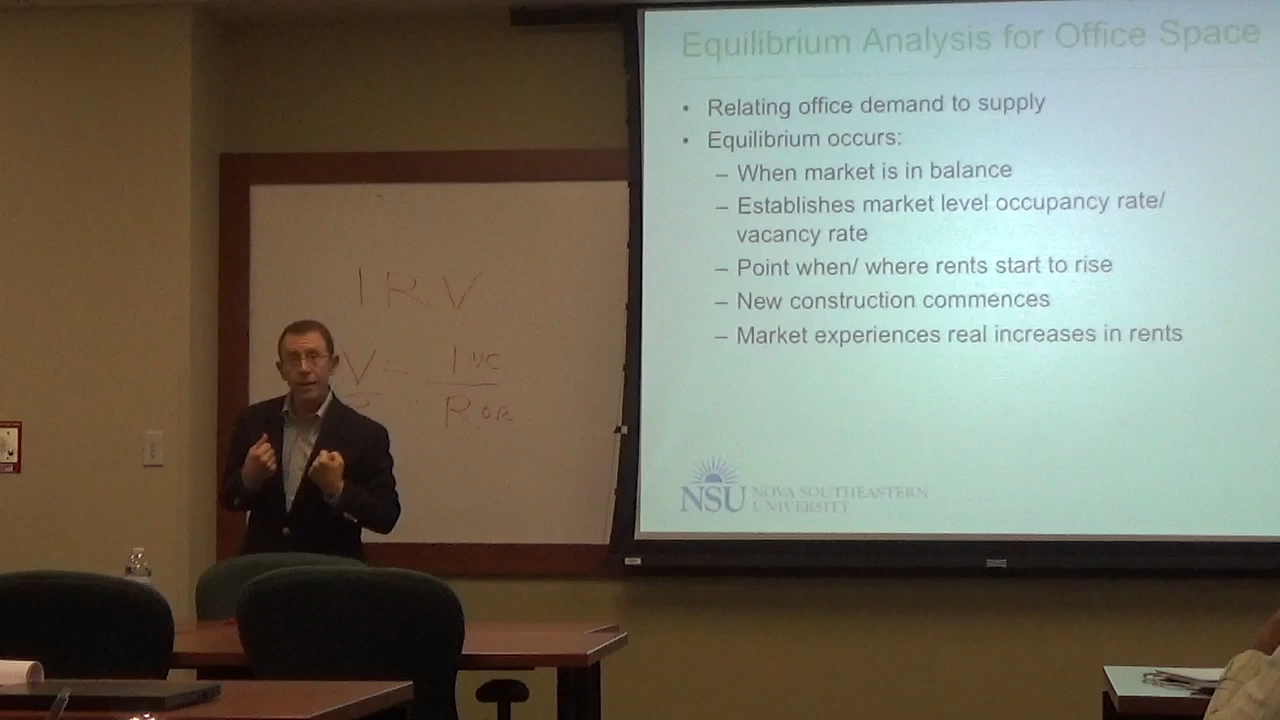 I R V
V = INC
ROR
Equilibrium Analysis for Office Space
• Relating office demand to supply
• Equilibrium occurs:
– When market is in balance
– Establishes market level occupancy rate/
vacancy rate
– Point when/ where rents start to rise
– New construction commences
– Market experiences real increases in rents
NSU NOVA SOUTHEASTERN
UNIVERSITY